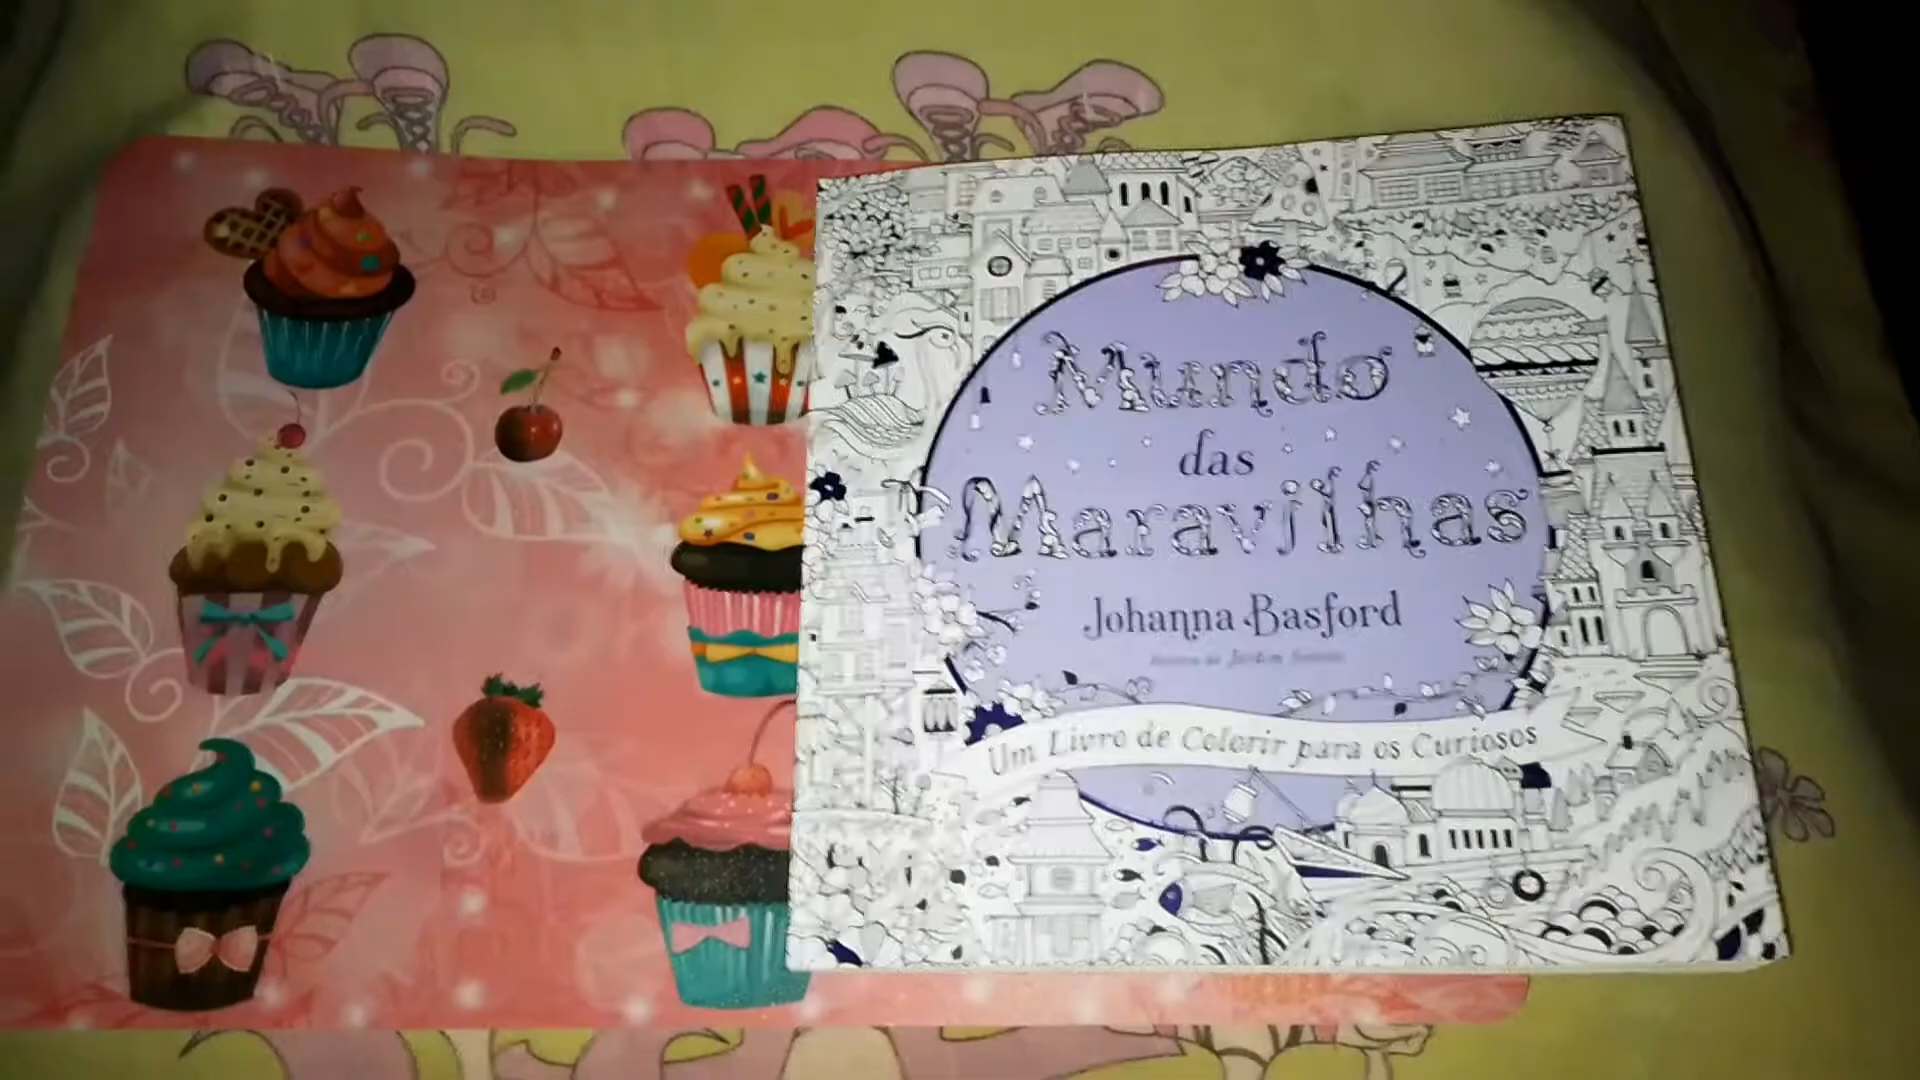 Mundo
das
Maravilhas
Johanna Basford
Um Livro de Colorir para os Curiosos